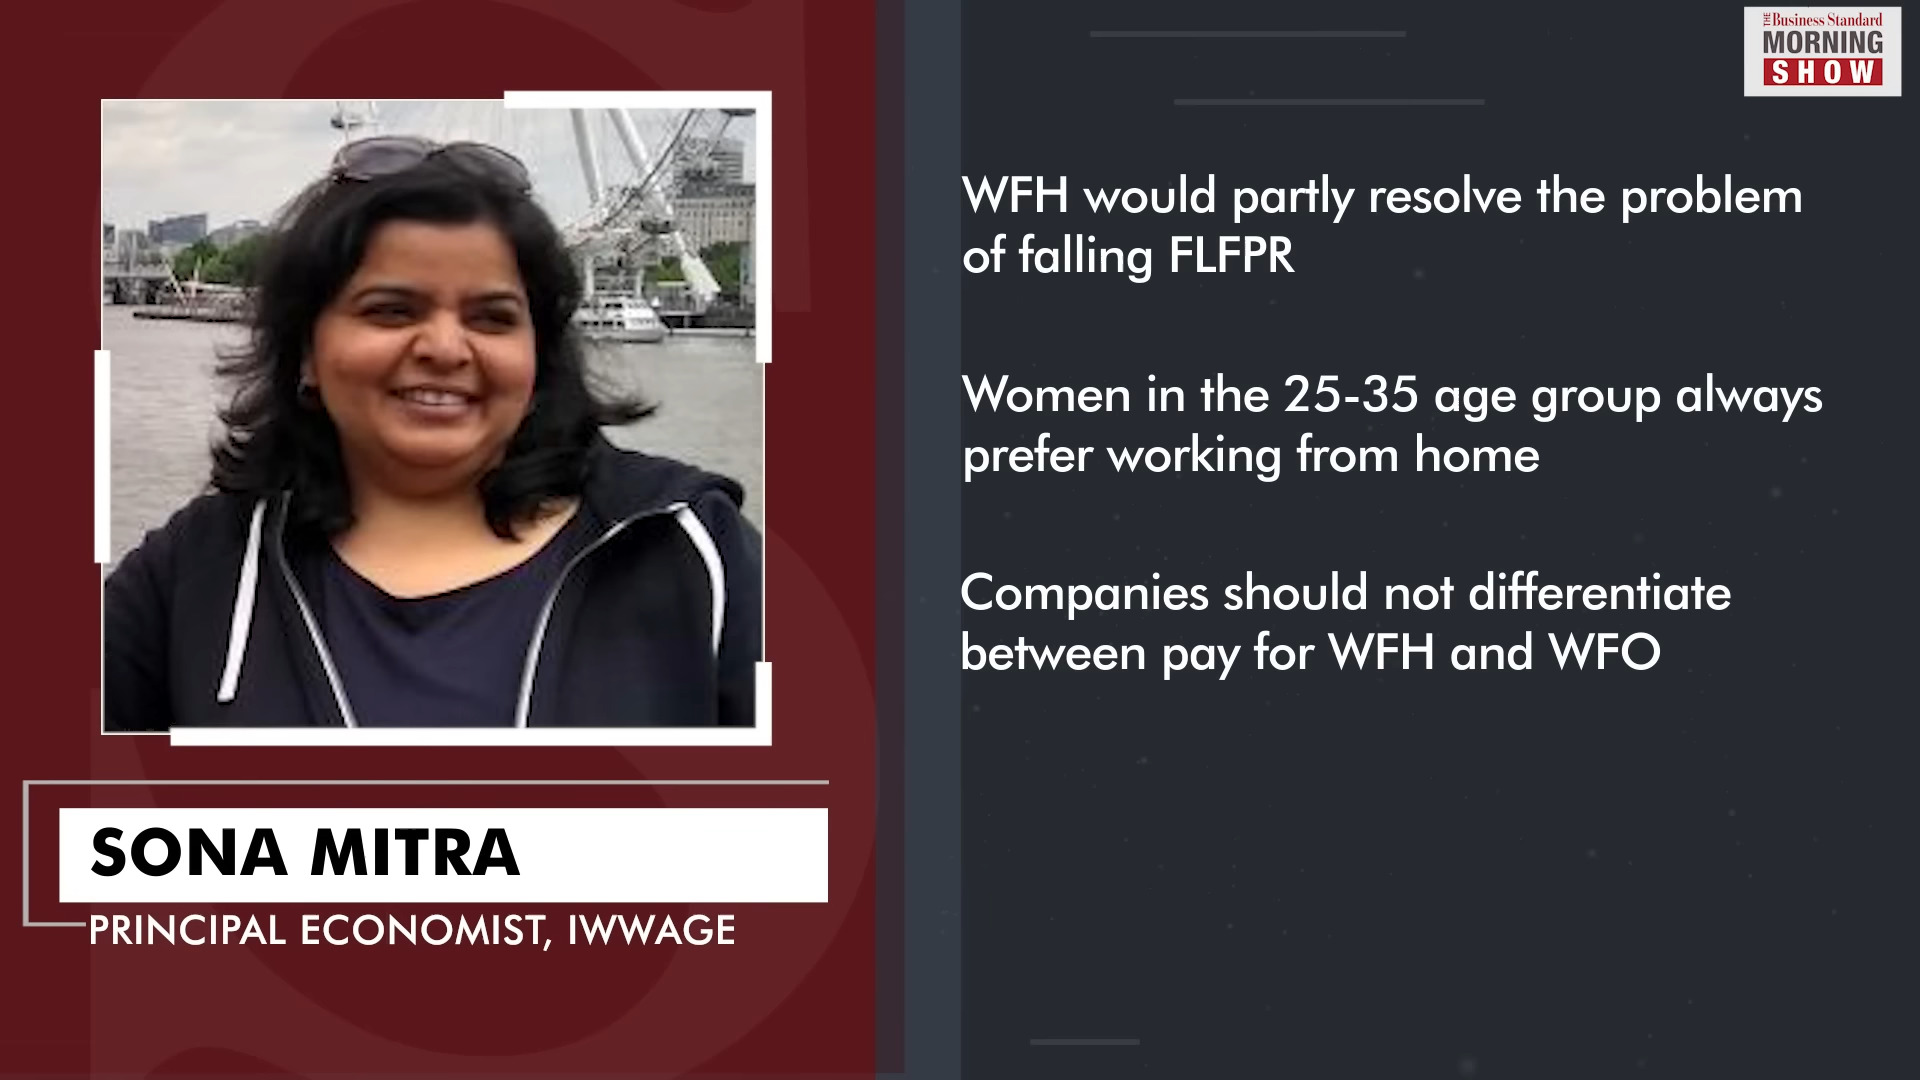 THE Business Standard
MORNING
SHOW
WFH would partly resolve the problem
of falling FLFPR
Women in the 25-35 age group always
prefer working from home
Companies should not differentiate
between pay for WFH and WFO
SONA MITRA
PRINCIPAL ECONOMIST, IWWAGE